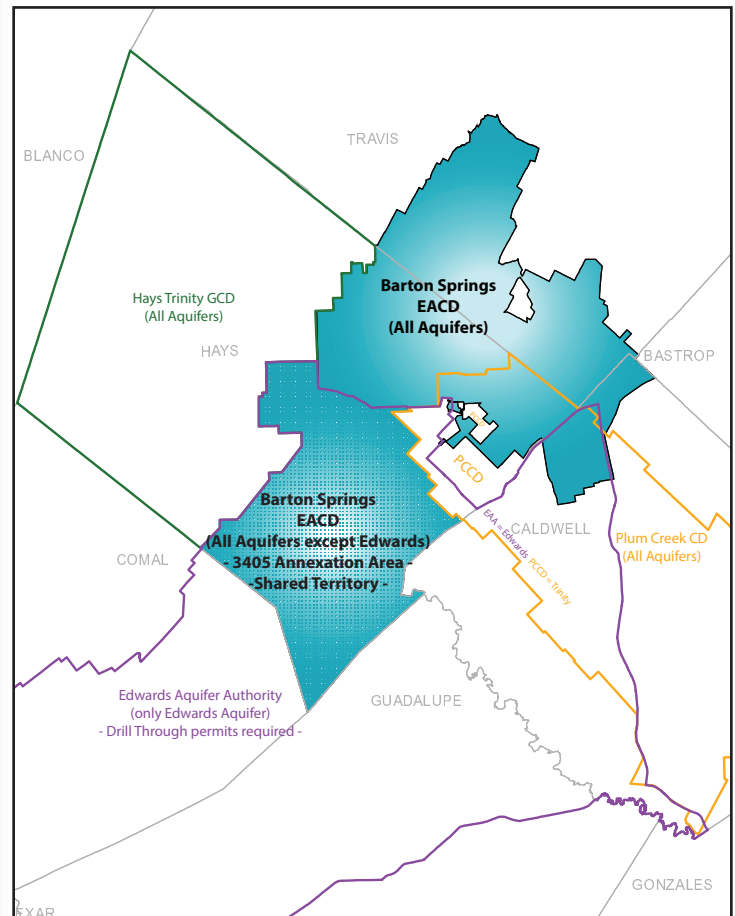 TRAVIS
BLANCO
Barton Springs
EACD
(All Aquifers)
Hays Trinity GCD
(All Aquifers)
HAYS
BASTROP
PCCD
Barton Springs
EACD
(All Aquifers except Edwards)
- 3405 Annexation Area -
-Shared Territory -
EAA = Edwards PCCD = Trinity
CALDWELL
Plum Creek CD
(All Aquifers)
COMAL
Edwards Aquifer Authority
(only Edwards Aquifer)
- Drill Through permits required -
GUADALUPE
GONZALES
EXAR